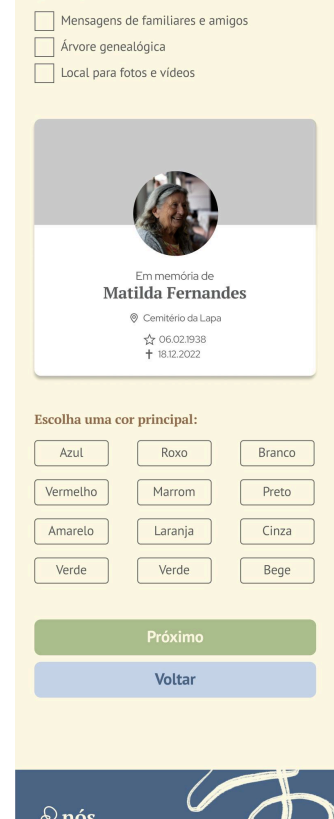 Mensagens de familiares e amigos
Árvore genealógica
Local para fotos e vídeos
Em memória de
Matilda Fernandes
Cemitério da Lapa
06.02.1938
18.12.2022
Escolha uma cor principal:
Azul Roxo Branco
Vermelho Marrom Preto
Amarelo Laranja Cinza
Verde Verde Bege
Próximo
Voltar
nós